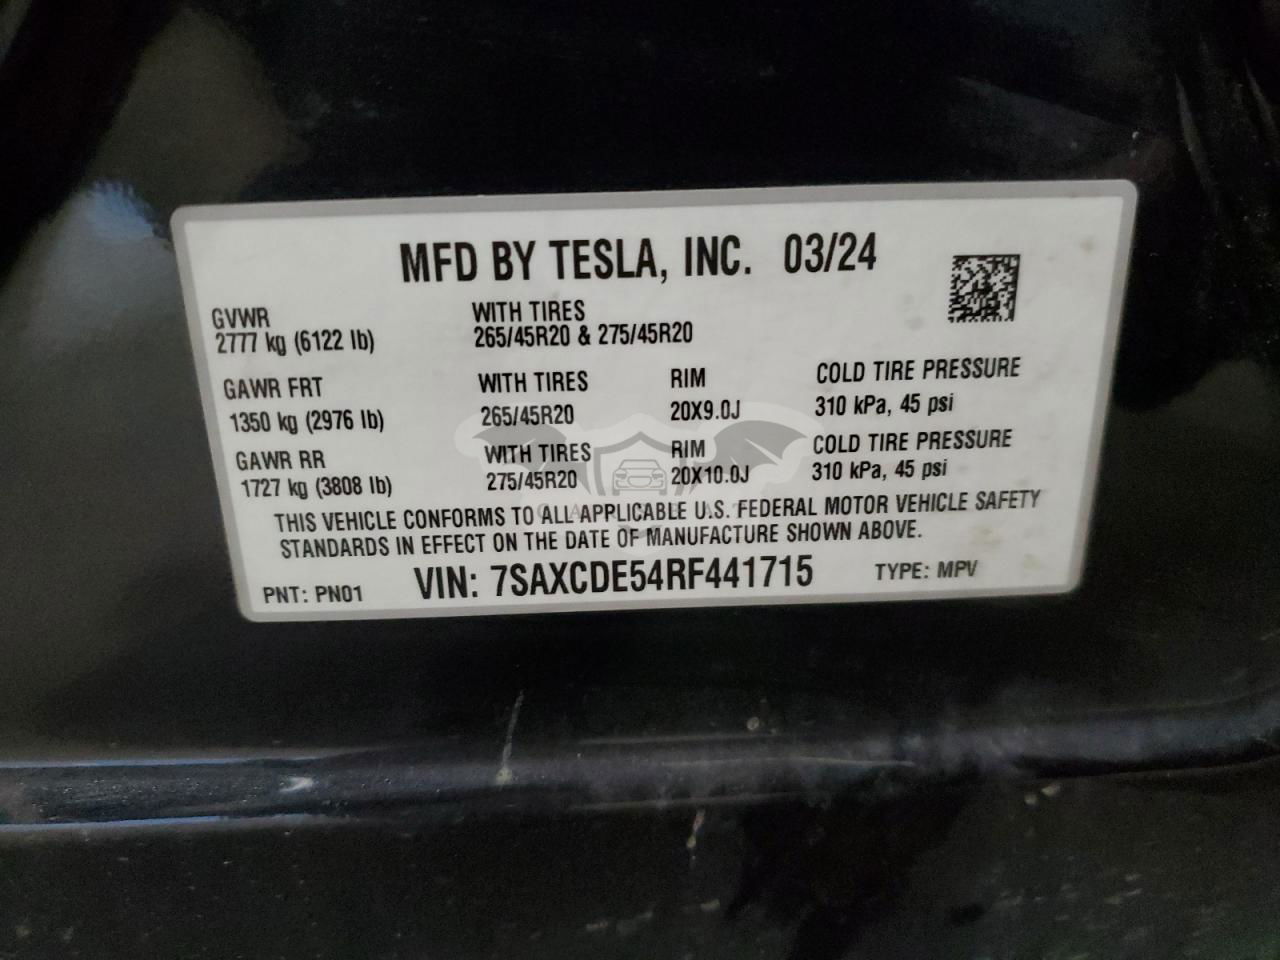 MFD BY TESLA, INC. 03/24
GVWR WITH TIRES
2777 kg (6122 lb) 265/45R20 & 275/45R20
GAWR FRT WITH TIRES RIM COLD TIRE PRESSURE
1350 kg (2976 lb) 265/45R20 20X9.0J 310 kPa, 45 psi
GAWR RR WITH TIRES RIM COLD TIRE PRESSURE
1727 kg (3808 lb) 275/45R20 20X10.0J 310 kPa, 45 psi
THIS VEHICLE CONFORMS TO ALL APPLICABLE U.S. FEDERAL MOTOR VEHICLE SAFETY
STANDARDS IN EFFECT ON THE DATE OF MANUFACTURE SHOWN ABOVE.
PNT: PN01 VIN: 7SAXCDE54RF441715 TYPE: MPV